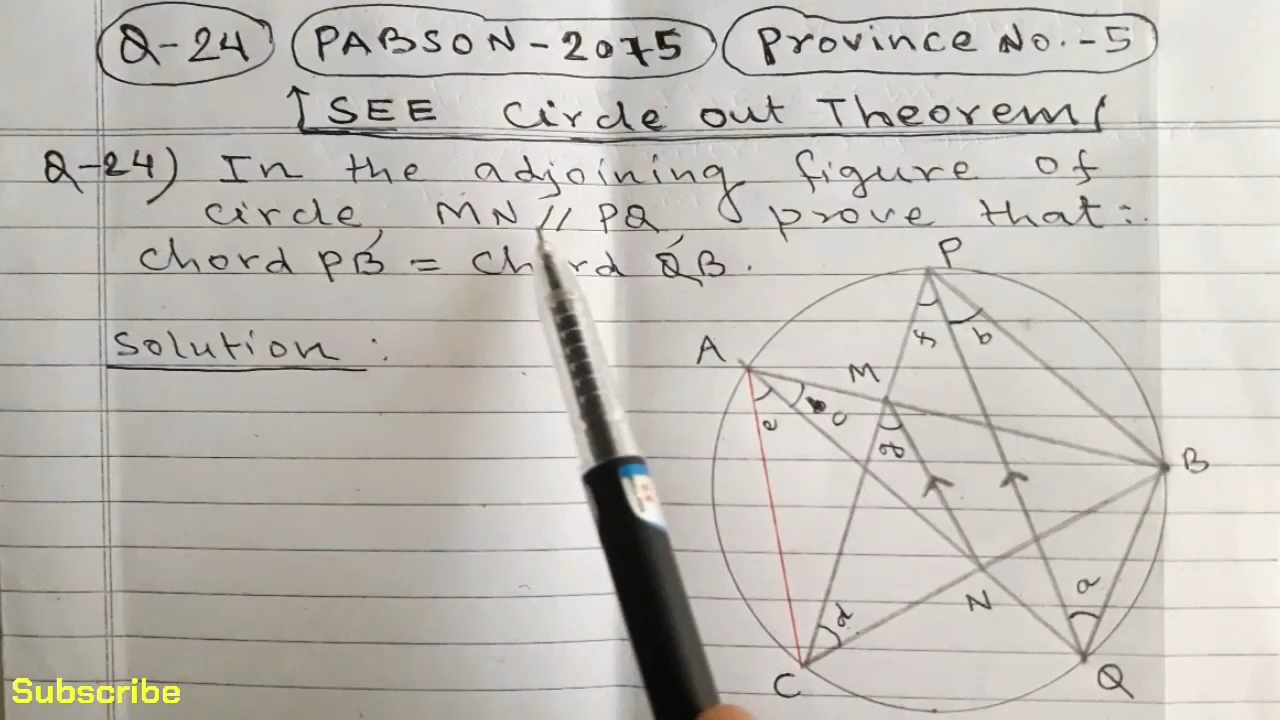 Q-24 PABSON-2075 Province No.-5
SEE Circle out Theorem
Q-24) In the adjoining figure of
circle, MN // PQ, prove that:
chord PB = chord QB.
Solution:
P
A
M
f
b
e
c
g
B
N
a
d
C
Q
Subscribe